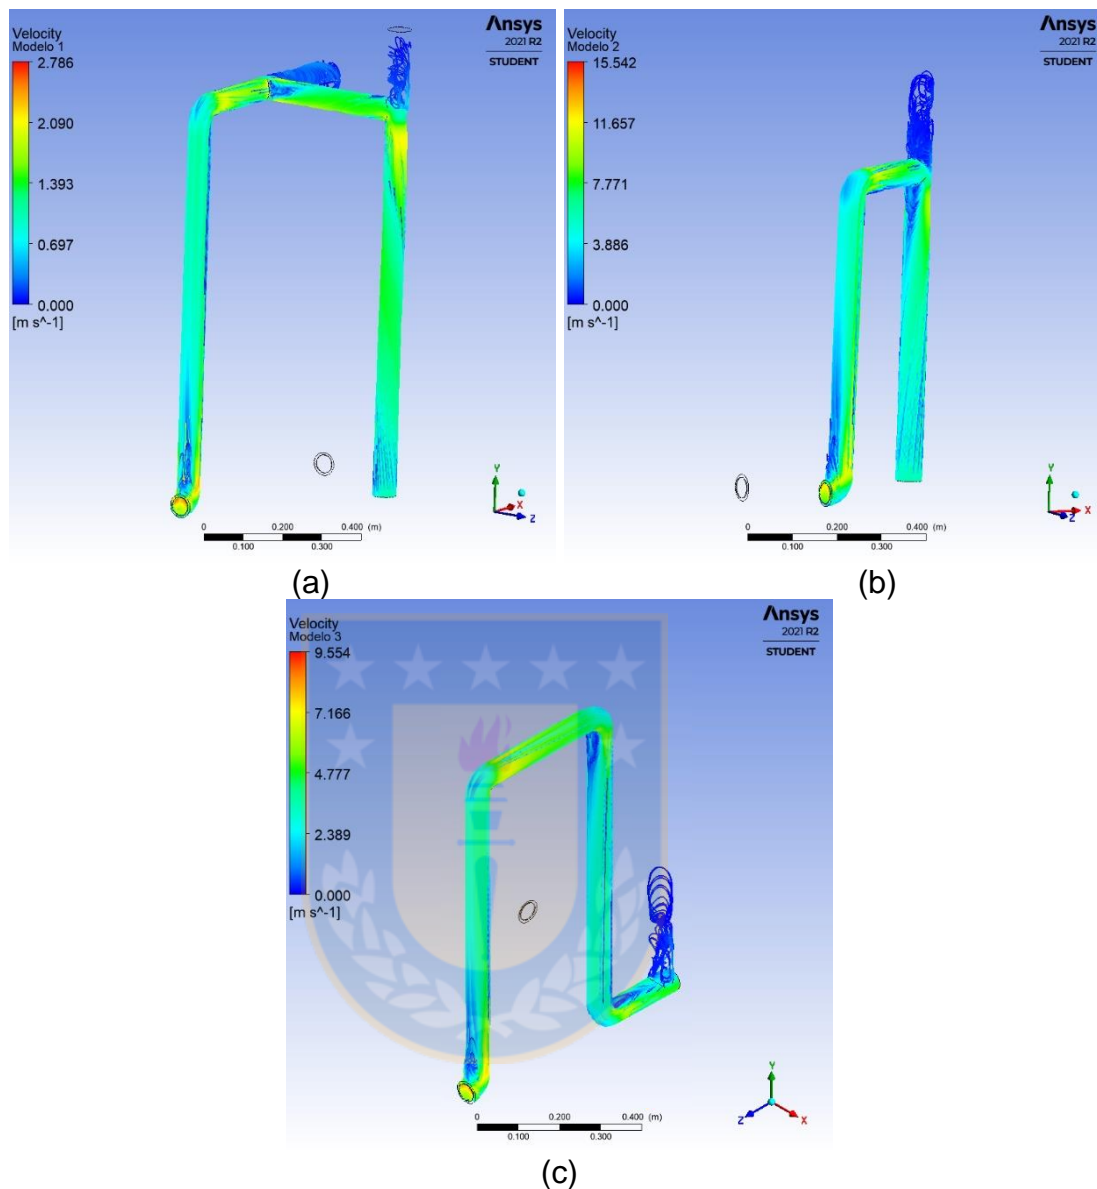 Velocity
Modelo 1
2.786
2.090
1.393
0.697
0.000
[m s^-1]
Ansys
2021 R2
STUDENT
Y
X
Z
0 0.200 0.400 (m)
0.100 0.300
(a)
Velocity
Modelo 2
15.542
11.657
7.771
3.886
0.000
[m s^-1]
Ansys
2021 R2
STUDENT
Y
X
Z
0 0.200 0.400 (m)
0.100 0.300
(b)
Velocity
Modelo 3
9.554
7.166
4.777
2.389
0.000
[m s^-1]
Ansys
2021 R2
STUDENT
Y
Z X
0 0.200 0.400 (m)
0.100 0.300
(c)